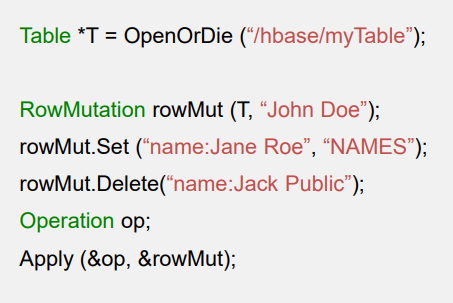 Table *T = OpenOrDie (“/hbase/myTable”);
RowMutation rowMut (T, “John Doe”);
rowMut.Set (“name:Jane Roe”, “NAMES”);
rowMut.Delete(“name:Jack Public”);
Operation op;
Apply (&op, &rowMut);